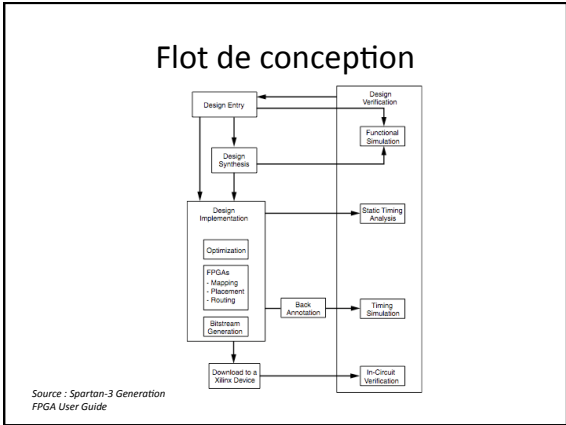 Flot de conception
Design Entry
Design
Verification
Functional
Simulation
Design
Synthesis
Design
Implementation
Static Timing
Analysis
Optimization
FPGAs
- Mapping
- Placement
- Routing
Back
Annotation
Timing
Simulation
Bitstream
Generation
Download to a
Xilinx Device
In-Circuit
Verification
Source : Spartan-3 Generation
FPGA User Guide